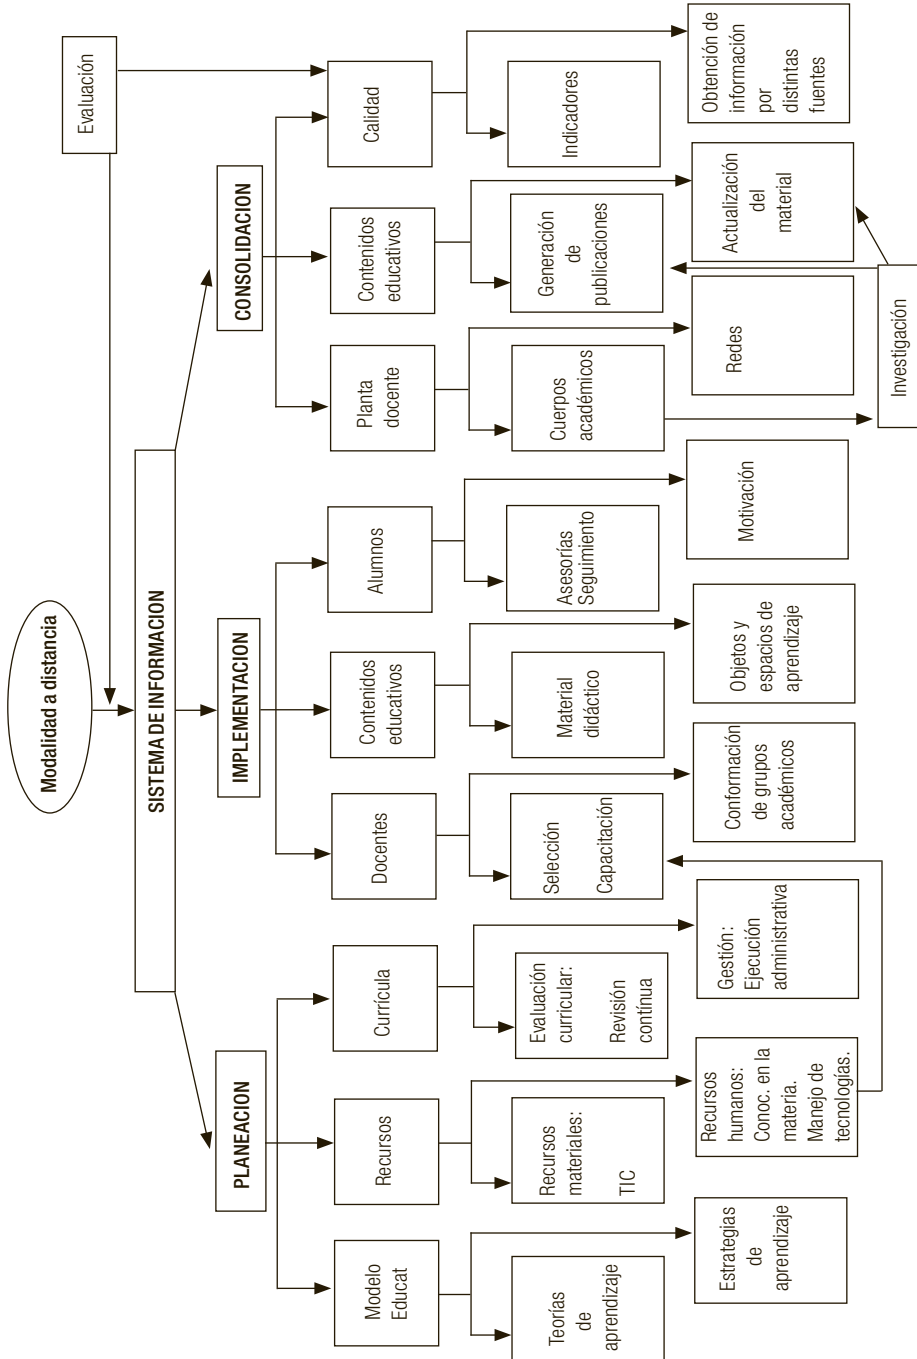 Modalidad a distancia
Evaluación
SISTEMA DE INFORMACION
PLANEACION
IMPLEMENTACION
CONSOLIDACION
Modelo
Educat
Recursos
Currícula
Docentes
Contenidos
educativos
Alumnos
Planta
docente
Contenidos
educativos
Calidad
Teorías
de
aprendizaje
Recursos
materiales:
TIC
Evaluación
curricular:
Revisión
contínua
Selección
Capacitación
Material
didáctico
Asesorías
Seguimiento
Cuerpos
académicos
Generación
de
publicaciones
Indicadores
Estrategias
de
aprendizaje
Recursos
humanos:
Conoc. en la
materia.
Manejo de
tecnologías.
Gestión:
Ejecución
administrativa
Conformación
de grupos
académicos
Objetos y
espacios de
aprendizaje
Motivación
Redes
Actualización
del
material
Obtención de
información
por
distintas
fuentes
Investigación